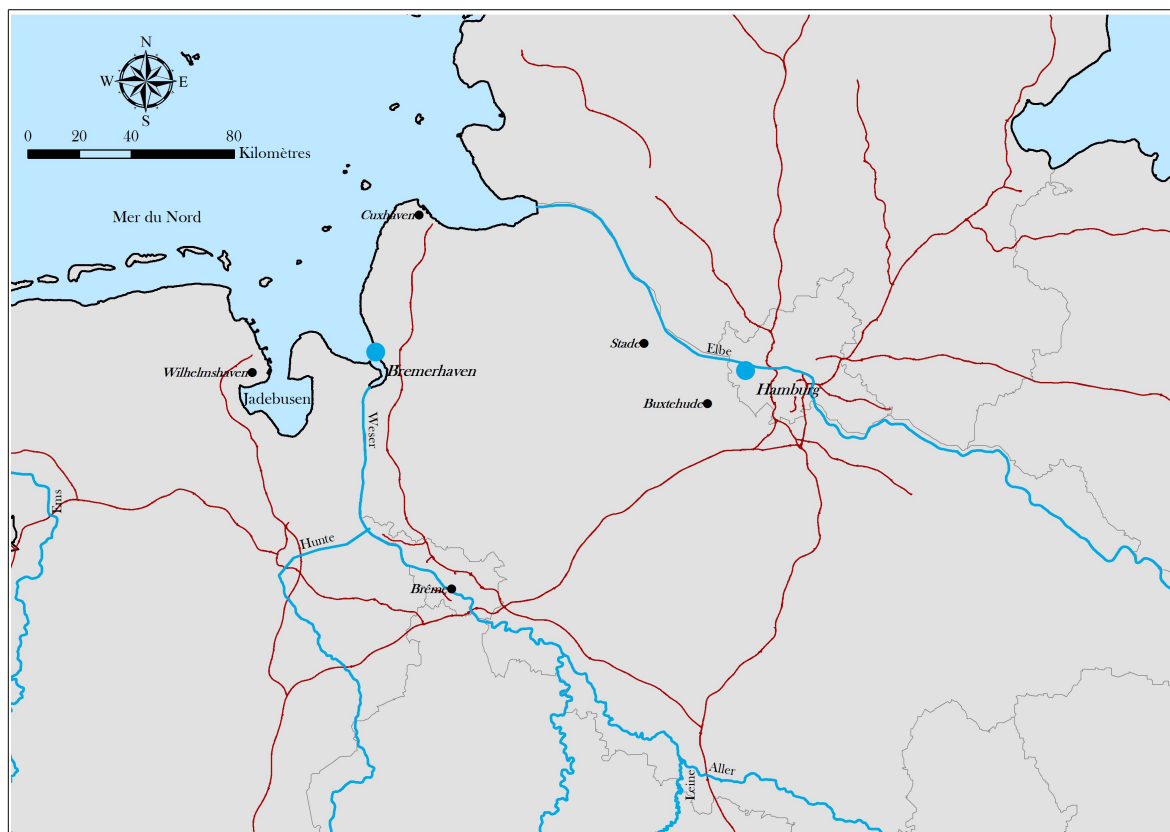 N
W E
S
0 20 40 80
Kilomètres
Mer du Nord
Cuxhaven
Stade
Elbe
Wilhelmshaven
Bremerhaven
Hamburg
Jadebusen
Buxtehude
Weser
Ems
Hunte
Brême
Aller
Leine